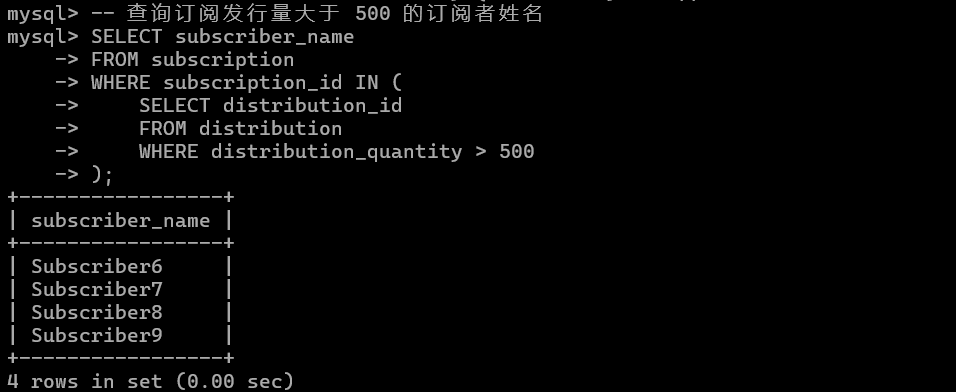 mysql> -- 查询订阅发行量大于 500 的订阅者姓名
mysql> SELECT subscriber_name
    -> FROM subscription
    -> WHERE subscription_id IN (
    ->     SELECT distribution_id
    ->     FROM distribution
    ->     WHERE distribution_quantity > 500
    -> );
+-----------------+
| subscriber_name |
+-----------------+
| Subscriber6     |
| Subscriber7     |
| Subscriber8     |
| Subscriber9     |
+-----------------+
4 rows in set (0.00 sec)